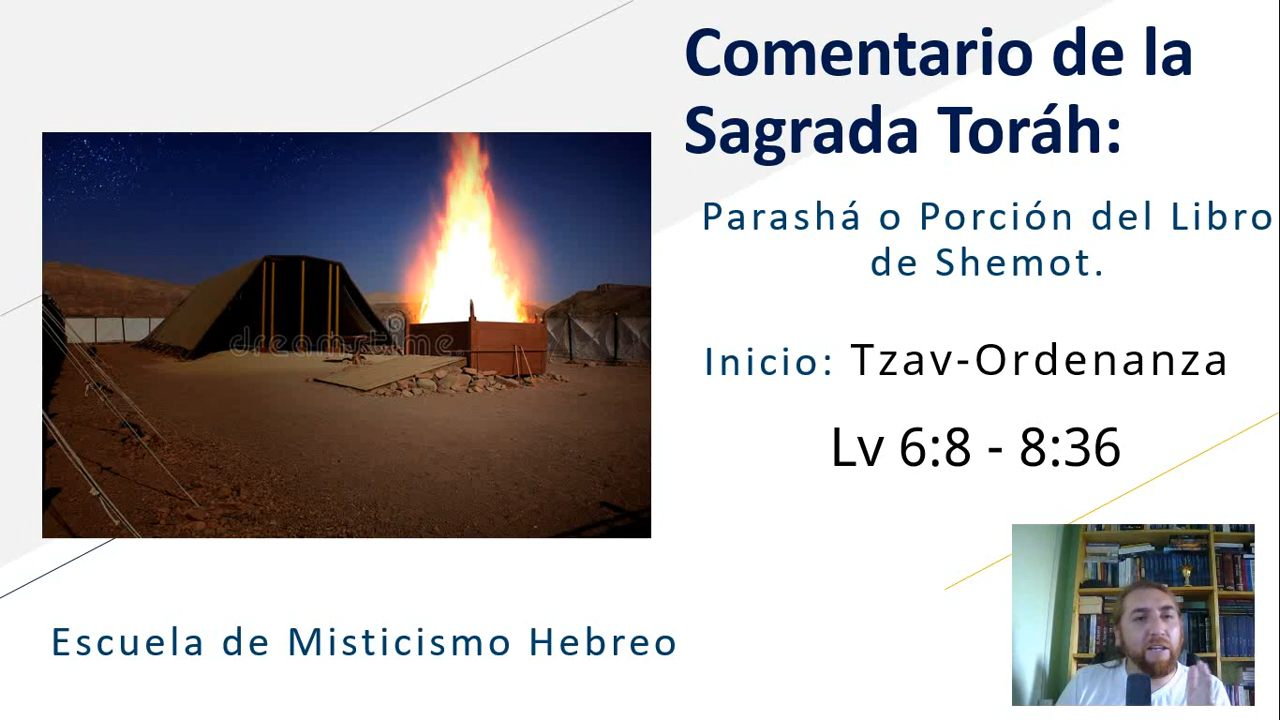 Comentario de la
Sagrada Toráh:
Parashá o Porción del Libro
de Shemot.
Inicio: Tzav-Ordenanza
Lv 6:8 - 8:36
dreamstime
Escuela de Misticismo Hebreo